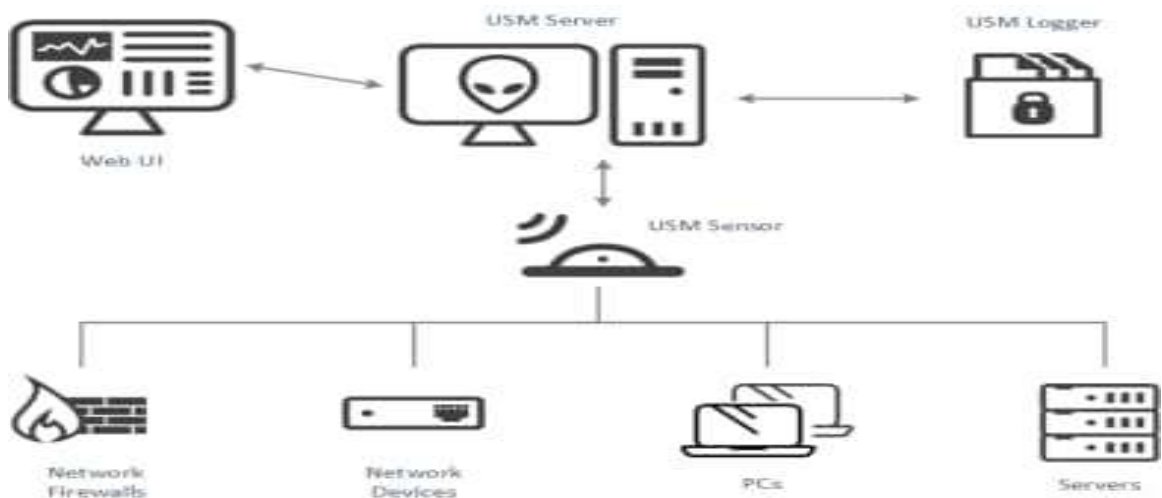 USM Server
USM Logger
Web UI
USM Sensor
Network
Firewalls
Network
Devices
PCs
Servers